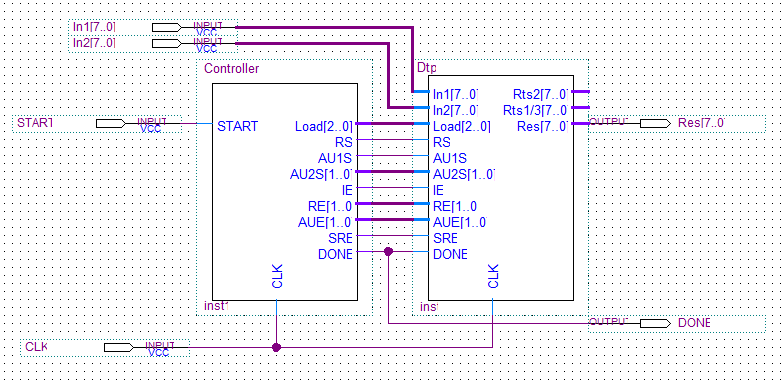 In1[7..0]
INPUT
VCC
In2[7..0]
INPUT
VCC
Controller
Dtp
In1[7..0]
Rts2[7..0]
In2[7..0]
Rts1/3[7..0]
START
INPUT
VCC
START
Load[2..0]
Load[2..0]
Res[7..0]
OUTPUT
Res[7..0
RS
RS
AU1S
AU1S
AU2S[1..0
AU2S[1..0
IE
IE
RE[1..0
RE[1..0
AUE[1..0
AUE[1..0
SRE
SRE
DONE
DONE
CLK
CLK
inst1
inst
OUTPUT
DONE
CLK
INPUT
VCC